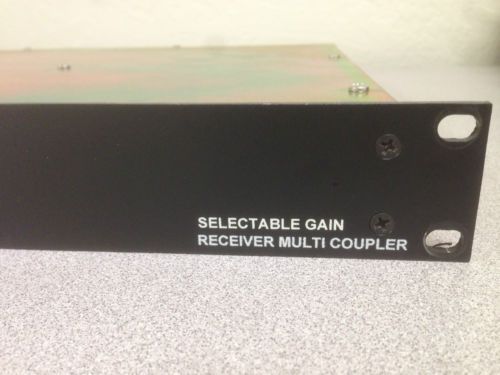 SELECTABLE GAIN
RECEIVER MULTI COUPLER